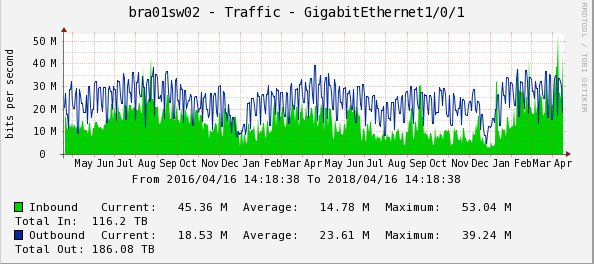 bra01sw02 - Traffic - GigabitEthernet1/0/1
RRDTOOL / TOBI OETIKER
bits per second
50 M
40 M
30 M
20 M
10 M
0
May Jun Jul Aug Sep Oct Nov Dec Jan Feb Mar Apr May Jun Jul Aug Sep Oct Nov Dec Jan Feb Mar Apr
From 2016/04/16 14:18:38 To 2018/04/16 14:18:38
Inbound Current: 45.36 M Average: 14.78 M Maximum: 53.04 M
Total In: 116.2 TB
Outbound Current: 18.53 M Average: 23.61 M Maximum: 39.24 M
Total Out: 186.08 TB